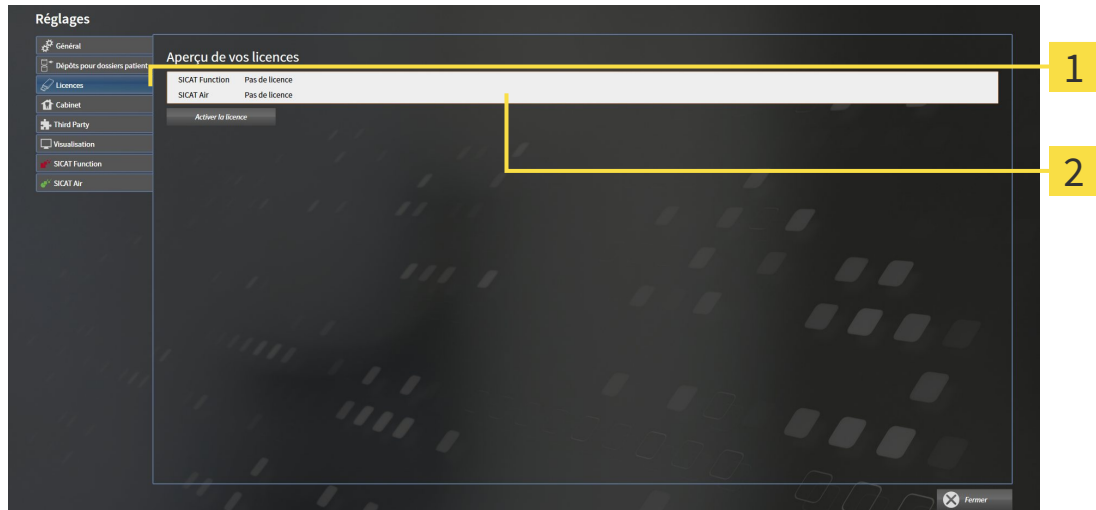 Réglages
Général
Dépôts pour dossiers patient
Licences
Cabinet
Third Party
Visualisation
SICAT Function
SICAT Air
Aperçu de vos licences
SICAT Function Pas de licence
SICAT Air Pas de licence
Activer la licence
1
2
Fermer